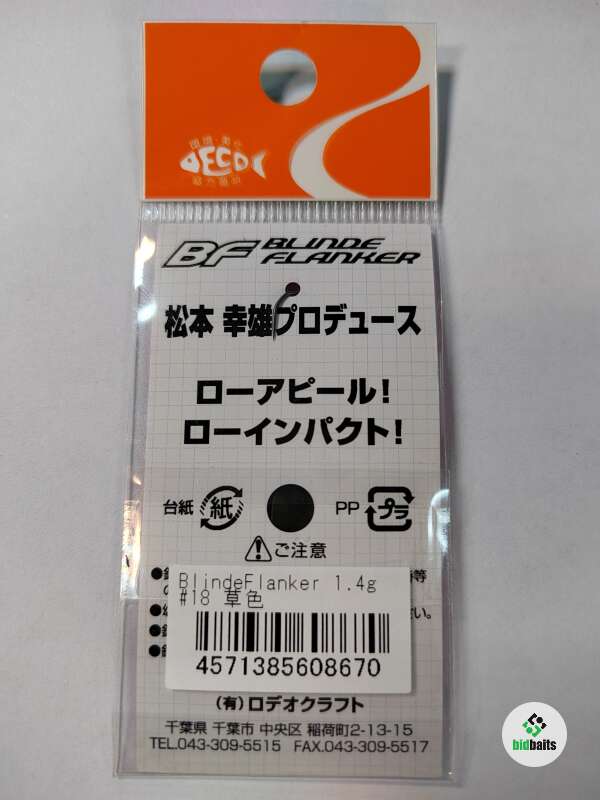 ECO
BF BLINDE
FLANKER
松本 幸雄プロデュース
ローアピール!
ローインパクト!
台紙 紙 PP プラ
ご注意
等
い。
BlindeFlanker 1.4g
#18 草色
4571385608670
(有)ロデオクラフト
千葉県 千葉市 中央区 稲荷町2-13-15
TEL.043-309-5515 FAX.043-309-5517
bidbaits